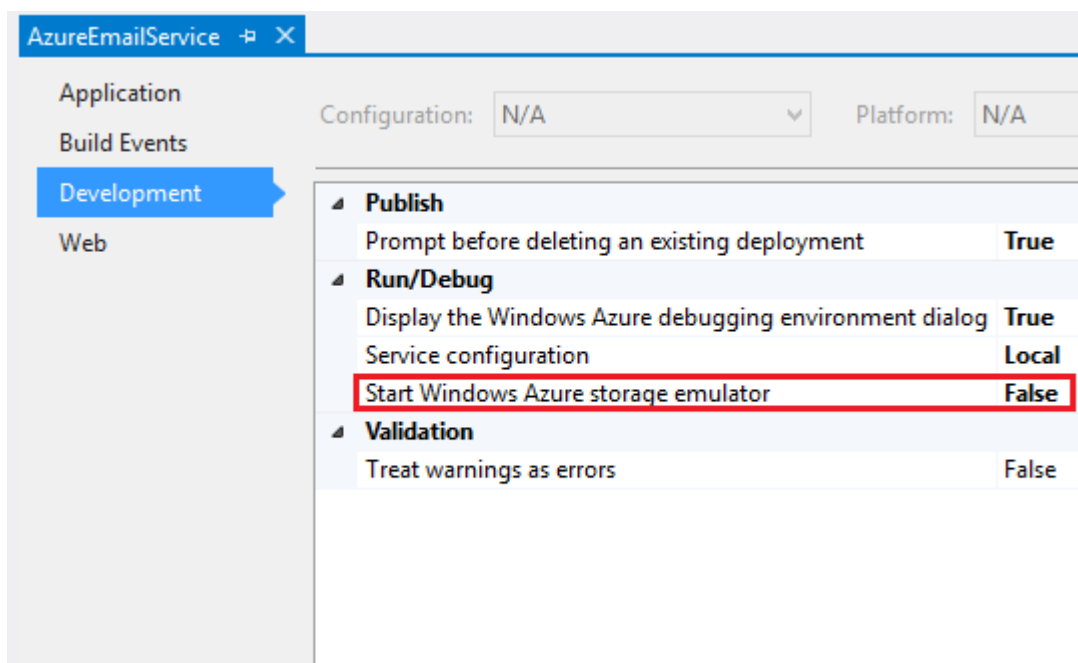 AzureEmailService
Application
Build Events
Development
Web
Configuration: N/A Platform: N/A
Publish
Prompt before deleting an existing deployment True
Run/Debug
Display the Windows Azure debugging environment dialog True
Service configuration Local
Start Windows Azure storage emulator False
Validation
Treat warnings as errors False